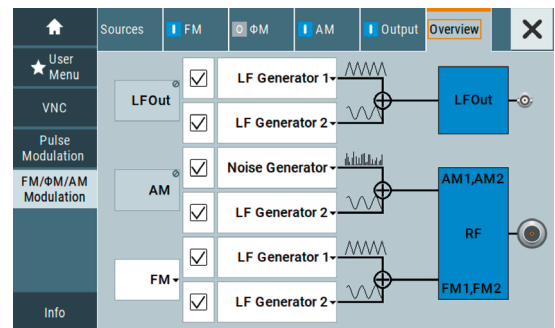 Sources
I FM
O ΦM
I AM
I Output
Overview
User
Menu
VNC
Pulse
Modulation
FM/ΦM/AM
Modulation
Info
LFOut
LF Generator 1
LF Generator 2
LFOut
AM
Noise Generator
LF Generator 2
AM1,AM2
RF
FM
LF Generator 1
LF Generator 2
FM1,FM2